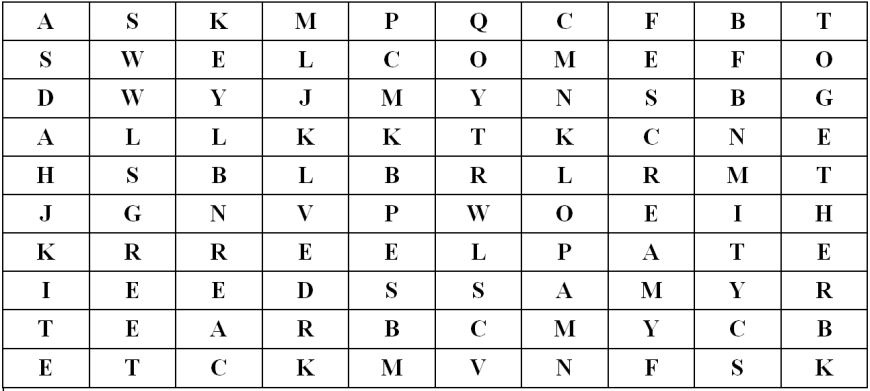 A S K M P Q C F B T
S W E L C O M E F O
D W Y J M Y N S B G
A L L K K T K C N E
H S B L B R L R M T
J G N V P W O E I H
K R R E E L P A T E
I E E D S S A M Y R
T E A R B C M Y C B
E T C K M V N F S K